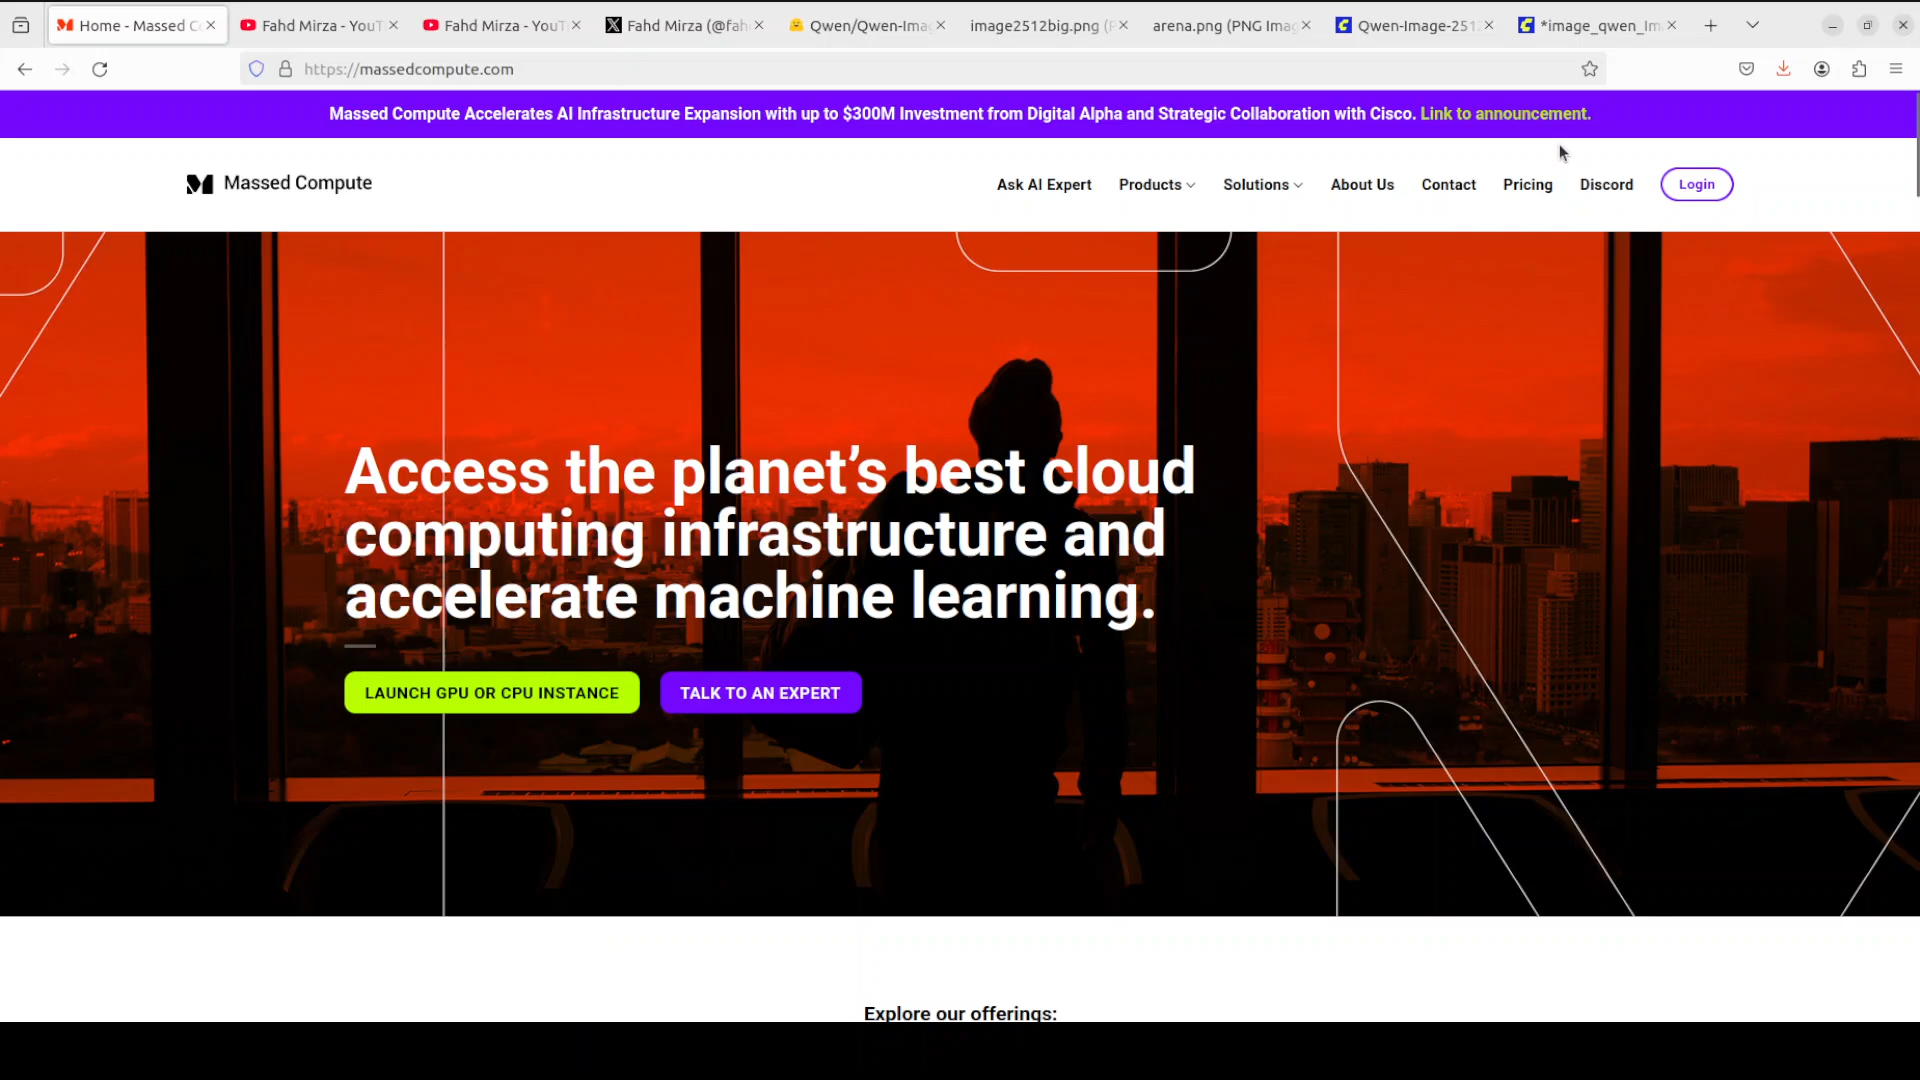 Home - Massed C
Fahd Mirza - YouT
Fahd Mirza - YouT
Fahd Mirza (@fah
Qwen/Qwen-Ima
image2512big.png (P
arena.png (PNG Imag
Qwen-Image-251
*image_qwen_Im
https://massedcompute.com
Massed Compute Accelerates AI Infrastructure Expansion with up to $300M Investment from Digital Alpha and Strategic Collaboration with Cisco. Link to announcement.
Massed Compute
Ask AI Expert
Products
Solutions
About Us
Contact
Pricing
Discord
Login
Access the planet’s best cloud
computing infrastructure and
accelerate machine learning.
LAUNCH GPU OR CPU INSTANCE
TALK TO AN EXPERT
Explore our offerings: